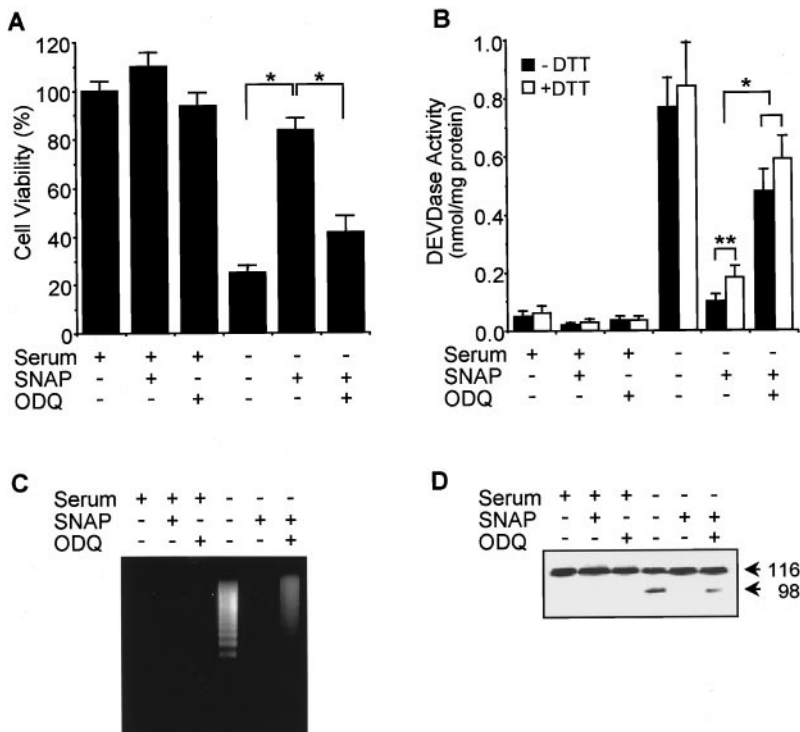 A
120
100
80
60
40
20
0
Cell Viability (%)
* *
Serum + + + - - -
SNAP - + - - + +
ODQ - - + - - +
B
1.0
0.8
0.6
0.4
0.2
0.0
DEVDase Activity
(nmol/mg protein)
- DTT
+DTT
*
**
Serum + + + - - -
SNAP - + - - + +
ODQ - - + - - +
C
Serum + + + - - -
SNAP - + - - + +
ODQ - - + - - +
D
Serum + + + - - -
SNAP - + - - + +
ODQ - - + - - +
116
98